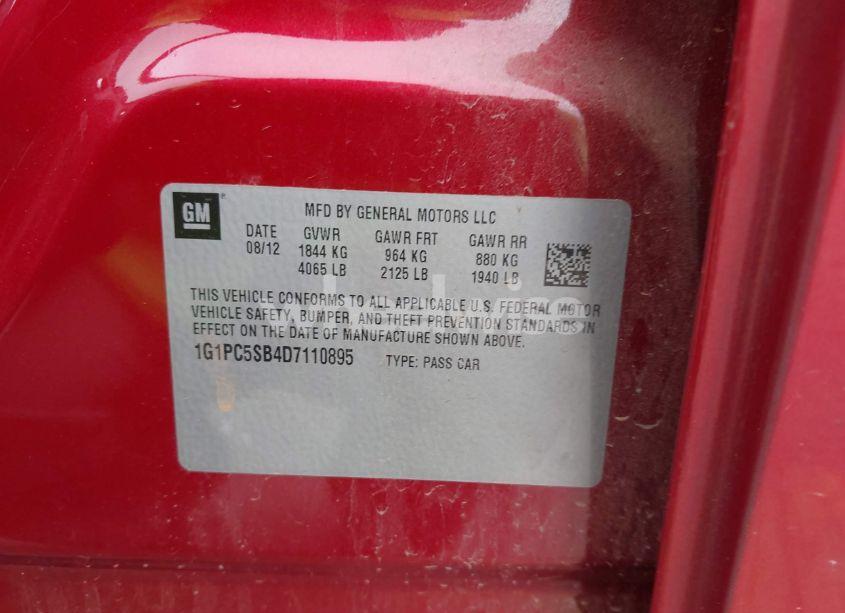 GM
MFD BY GENERAL MOTORS LLC
DATE GVWR GAWR FRT GAWR RR
08/12 1844 KG 964 KG 880 KG
4065 LB 2125 LB 1940 LB
THIS VEHICLE CONFORMS TO ALL APPLICABLE U.S. FEDERAL MOTOR
VEHICLE SAFETY, BUMPER, AND THEFT PREVENTION STANDARDS IN
EFFECT ON THE DATE OF MANUFACTURE SHOWN ABOVE.
1G1PC5SB4D7110895 TYPE: PASS CAR